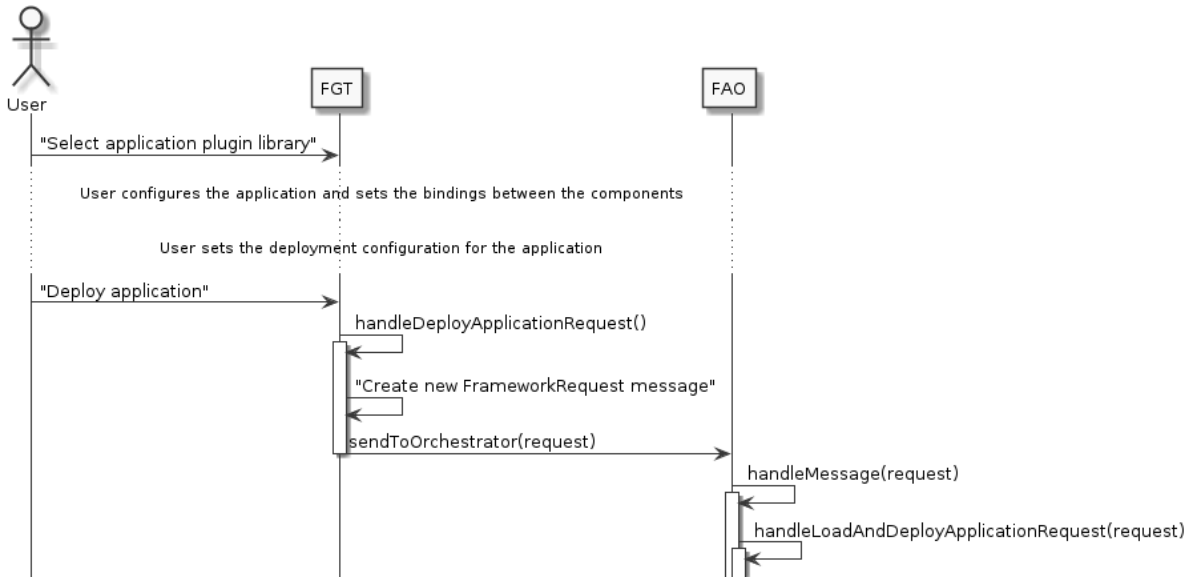 User
FGT
FAO
"Select application plugin library"
User configures the application and sets the bindings between the components
User sets the deployment configuration for the application
"Deploy application"
handleDeployApplicationRequest()
"Create new FrameworkRequest message"
sendToOrchestrator(request)
handleMessage(request)
handleLoadAndDeployApplicationRequest(request)